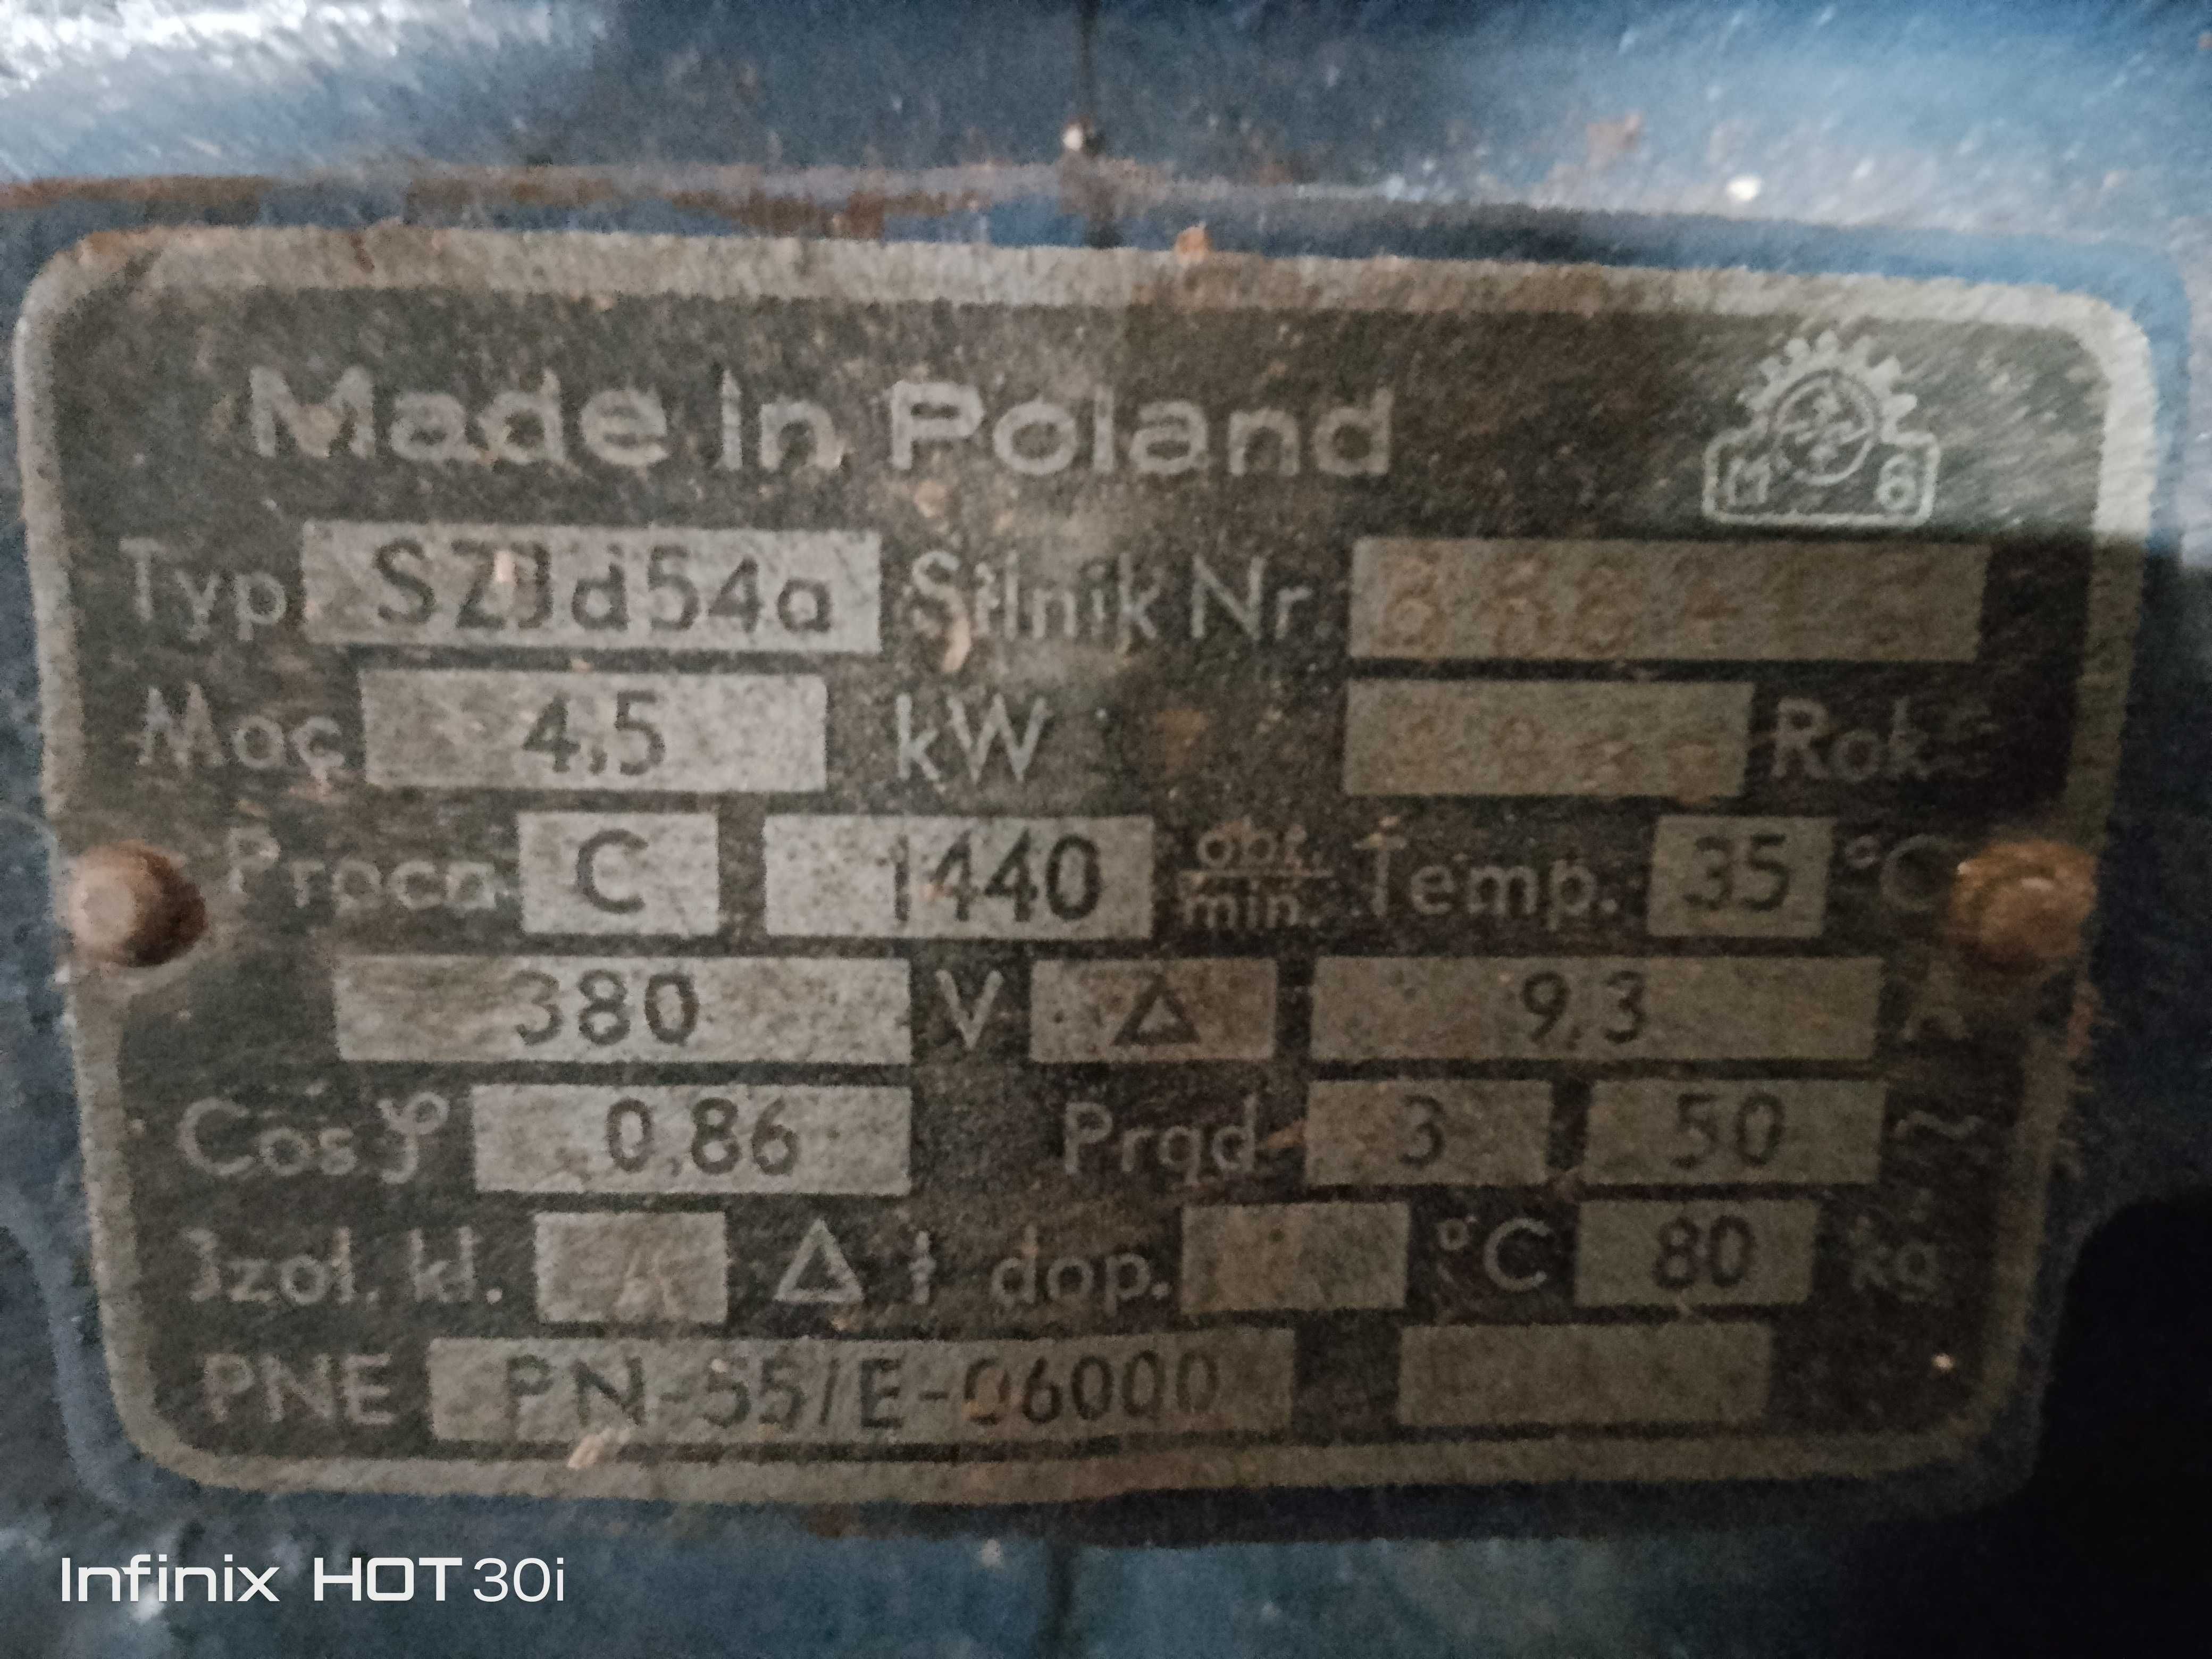 Made in Poland
M 6
Typ SZJd54a Silnik Nr.
Moc 4,5 kW Rok
Praca C 1440 obr. min. Temp. 35 °C
380 V △ 9,3 A
Cos φ 0,86 Prąd 3 50 ~
Izol. kl. A △ t dop. °C 80 kg
PNE PN-55/E-06000
Infinix HOT 30i